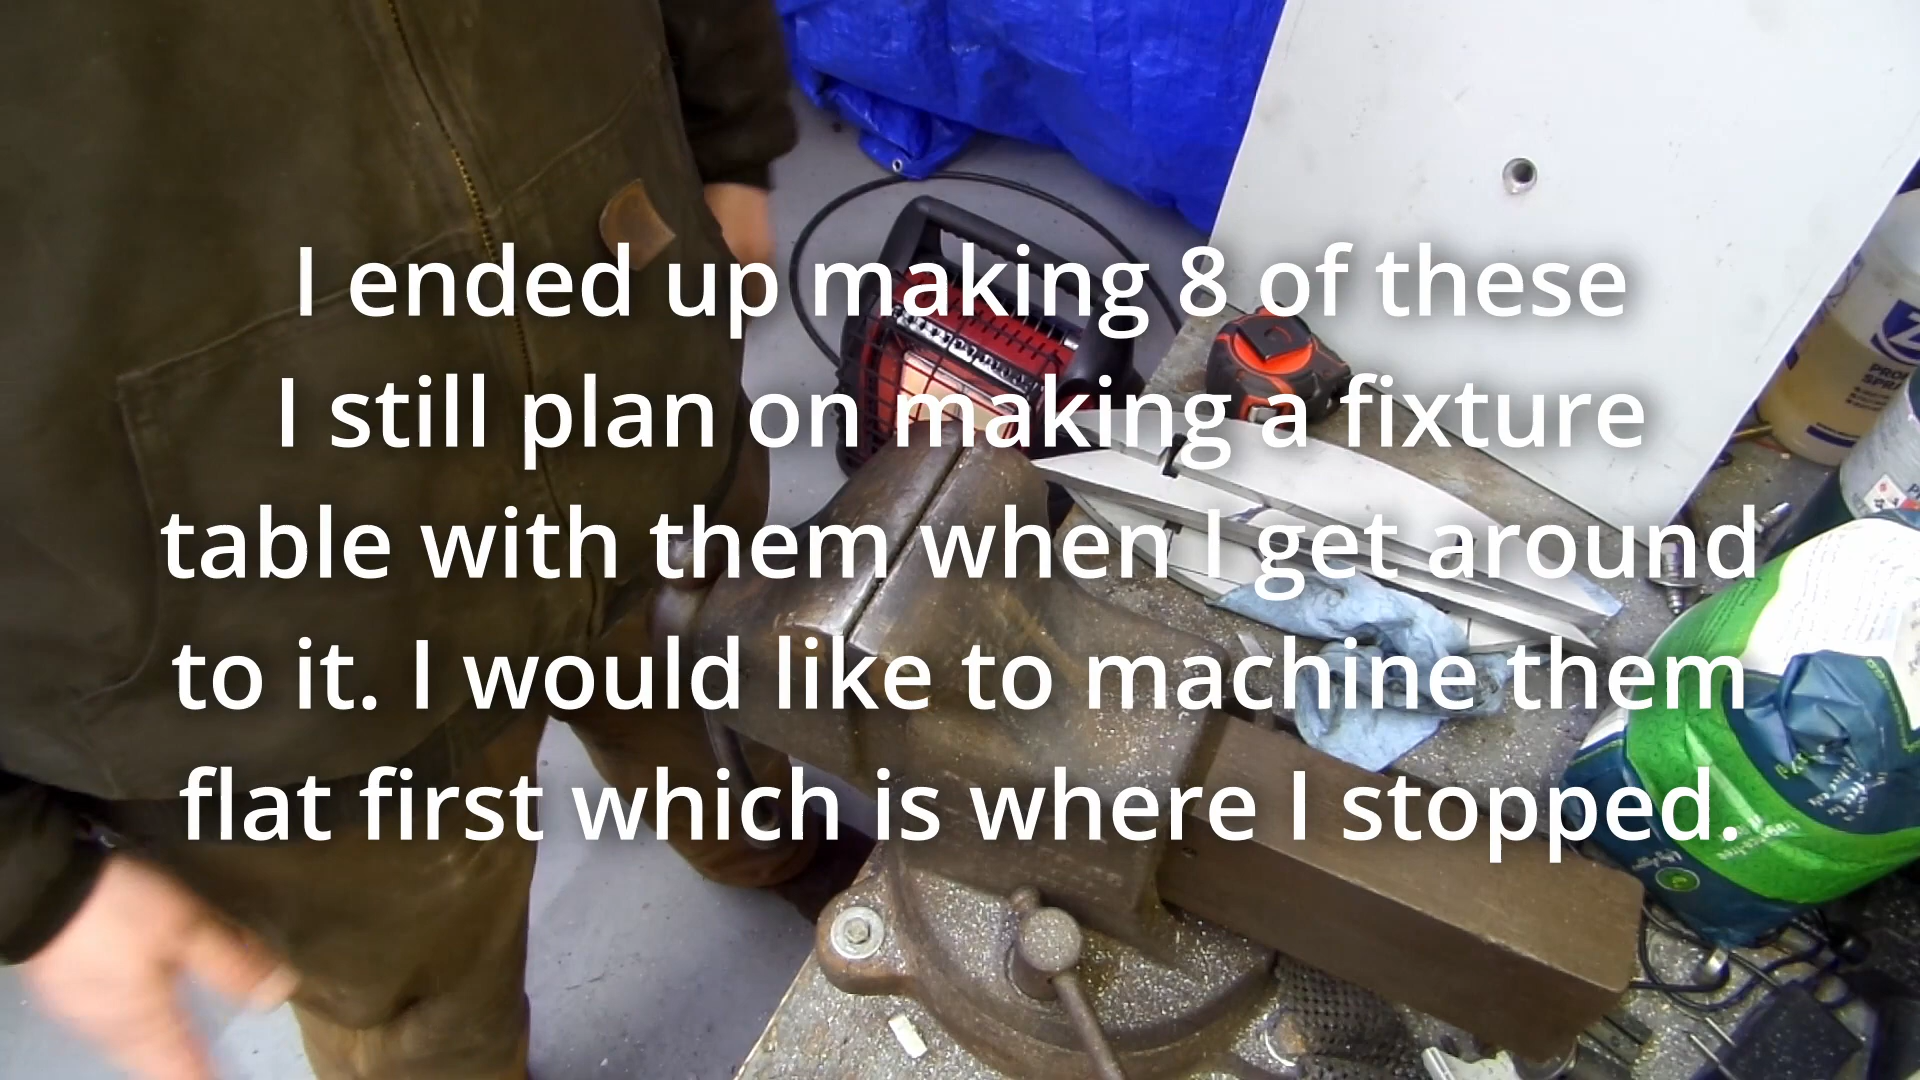 I ended up making 8 of these
I still plan on making a fixture
table with them when I get around
to it. I would like to machine them
flat first which is where I stopped.